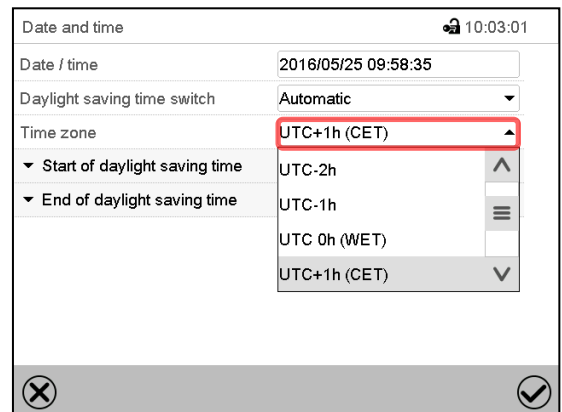 Date and time 10:03:01
Date / time 2016/05/25 09:58:35
Daylight saving time switch Automatic
Time zone UTC+1h (CET)
Start of daylight saving time UTC-2h
End of daylight saving time UTC-1h
UTC 0h (WET)
UTC+1h (CET)